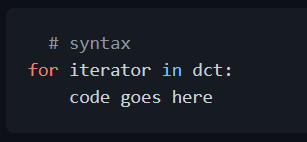 # syntax
for iterator in dct:
code goes here